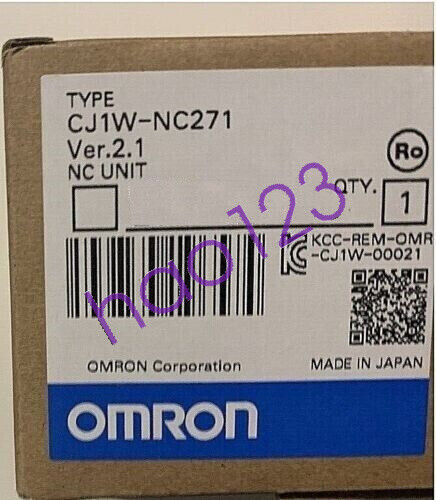 TYPE
CJ1W-NC271
Ver.2.1
NC UNIT
Ro
QTY.
1
KCC-REM-OMR
-CJ1W-00021
hao123
OMRON Corporation
MADE IN JAPAN
OMRON